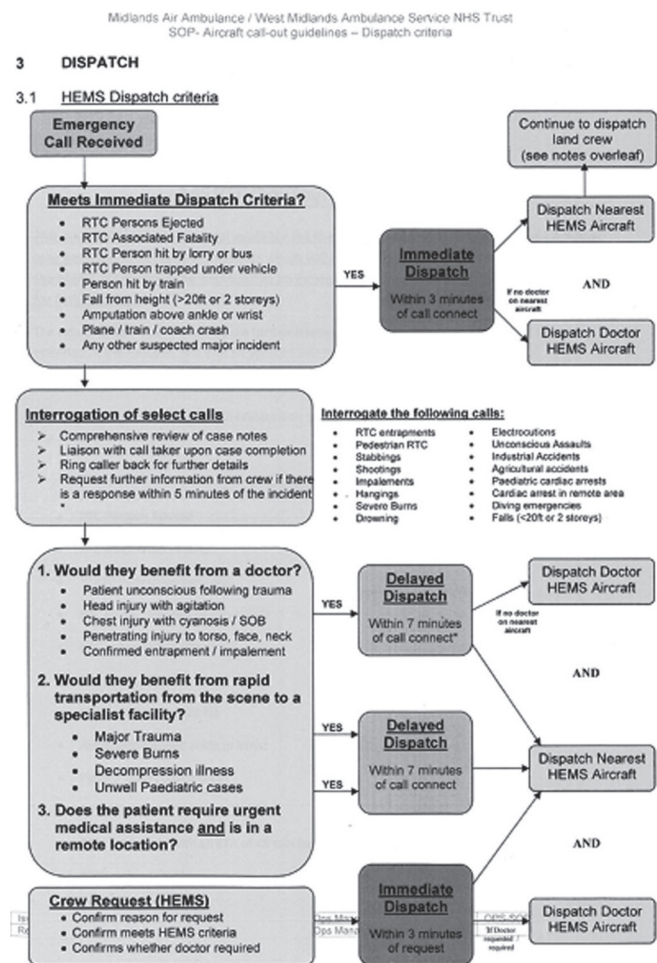 Midlands Air Ambulance / West Midlands Ambulance Service NHS Trust
SOP- Aircraft call-out guidelines – Dispatch criteria
3 DISPATCH
3.1 HEMS Dispatch criteria
Emergency
Call Received
Continue to dispatch
land crew
(see notes overleaf)
Meets Immediate Dispatch Criteria?
• RTC Persons Ejected
• RTC Associated Fatality
• RTC Person hit by lorry or bus
• RTC Person trapped under vehicle
• Person hit by train
• Fall from height (>20ft or 2 storeys)
• Amputation above ankle or wrist
• Plane / train / coach crash
• Any other suspected major incident
YES
Immediate
Dispatch
Within 3 minutes
of call connect
Dispatch Nearest
HEMS Aircraft
AND
If no doctor
on nearest
aircraft
Dispatch Doctor
HEMS Aircraft
Interrogation of select calls
➢ Comprehensive review of case notes
➢ Liaison with call taker upon case completion
➢ Ring caller back for further details
➢ Request further information from crew if there
is a response within 5 minutes of the incident
*
Interrogate the following calls:
• RTC entrapments
• Pedestrian RTC
• Stabbings
• Shootings
• Impalements
• Hangings
• Severe Burns
• Drowning
• Electrocutions
• Unconscious Assaults
• Industrial Accidents
• Agricultural accidents
• Paediatric cardiac arrests
• Cardiac arrest in remote area
• Diving emergencies
• Falls (<20ft or 2 storeys)
1. Would they benefit from a doctor?
• Patient unconscious following trauma
• Head injury with agitation
• Chest injury with cyanosis / SOB
• Penetrating injury to torso, face, neck
• Confirmed entrapment / impalement
YES
Delayed
Dispatch
Within 7 minutes
of call connect*
If no doctor
on nearest
aircraft
Dispatch Doctor
HEMS Aircraft
AND
2. Would they benefit from rapid
transportation from the scene to a
specialist facility?
• Major Trauma
• Severe Burns
• Decompression illness
• Unwell Paediatric cases
YES
YES
Delayed
Dispatch
Within 7 minutes
of call connect
Dispatch Nearest
HEMS Aircraft
3. Does the patient require urgent
medical assistance and is in a
remote location?
AND
Crew Request (HEMS)
• Confirm reason for request
• Confirm meets HEMS criteria
• Confirms whether doctor required
Immediate
Dispatch
Within 3 minutes
of request
If Doctor
requested /
required
Dispatch Doctor
HEMS Aircraft